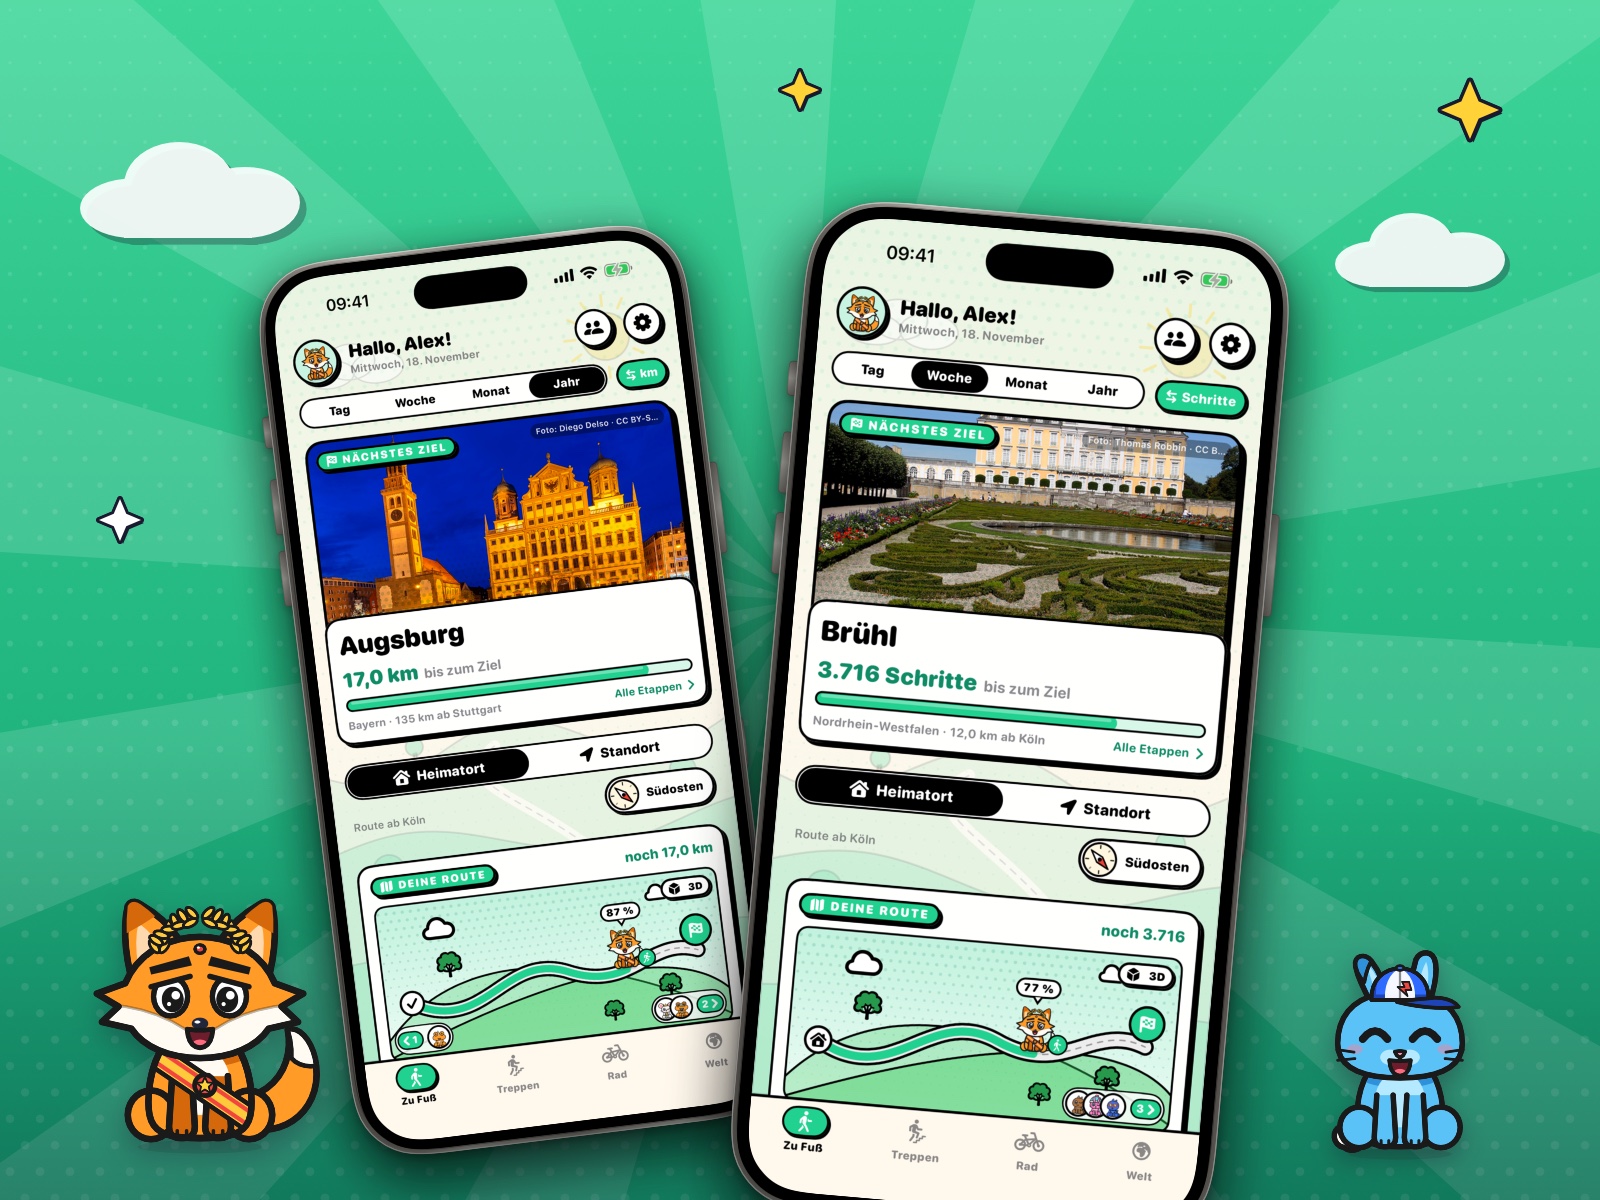 09:41
Hallo, Alex!
Mittwoch, 18. November
Tag Woche Monat Jahr
km
NÄCHSTES ZIEL
Foto: Diego Delso · CC BY-S...
Augsburg
17,0 km bis zum Ziel
Alle Etappen
Bayern · 135 km ab Stuttgart
Heimatort
Standort
Südosten
Route ab Köln
noch 17,0 km
DEINE ROUTE
3D
87 %
2
1
Zu Fuß
Treppen
Rad
Welt
09:41
Hallo, Alex!
Mittwoch, 18. November
Tag Woche Monat Jahr
Schritte
NÄCHSTES ZIEL
Foto: Thomas Robbin · CC B...
Brühl
3.716 Schritte bis zum Ziel
Nordrhein-Westfalen · 12,0 km ab Köln
Alle Etappen
Heimatort
Standort
Route ab Köln
Südosten
DEINE ROUTE
noch 3.716
3D
77 %
3
Zu Fuß
Treppen
Rad
Welt